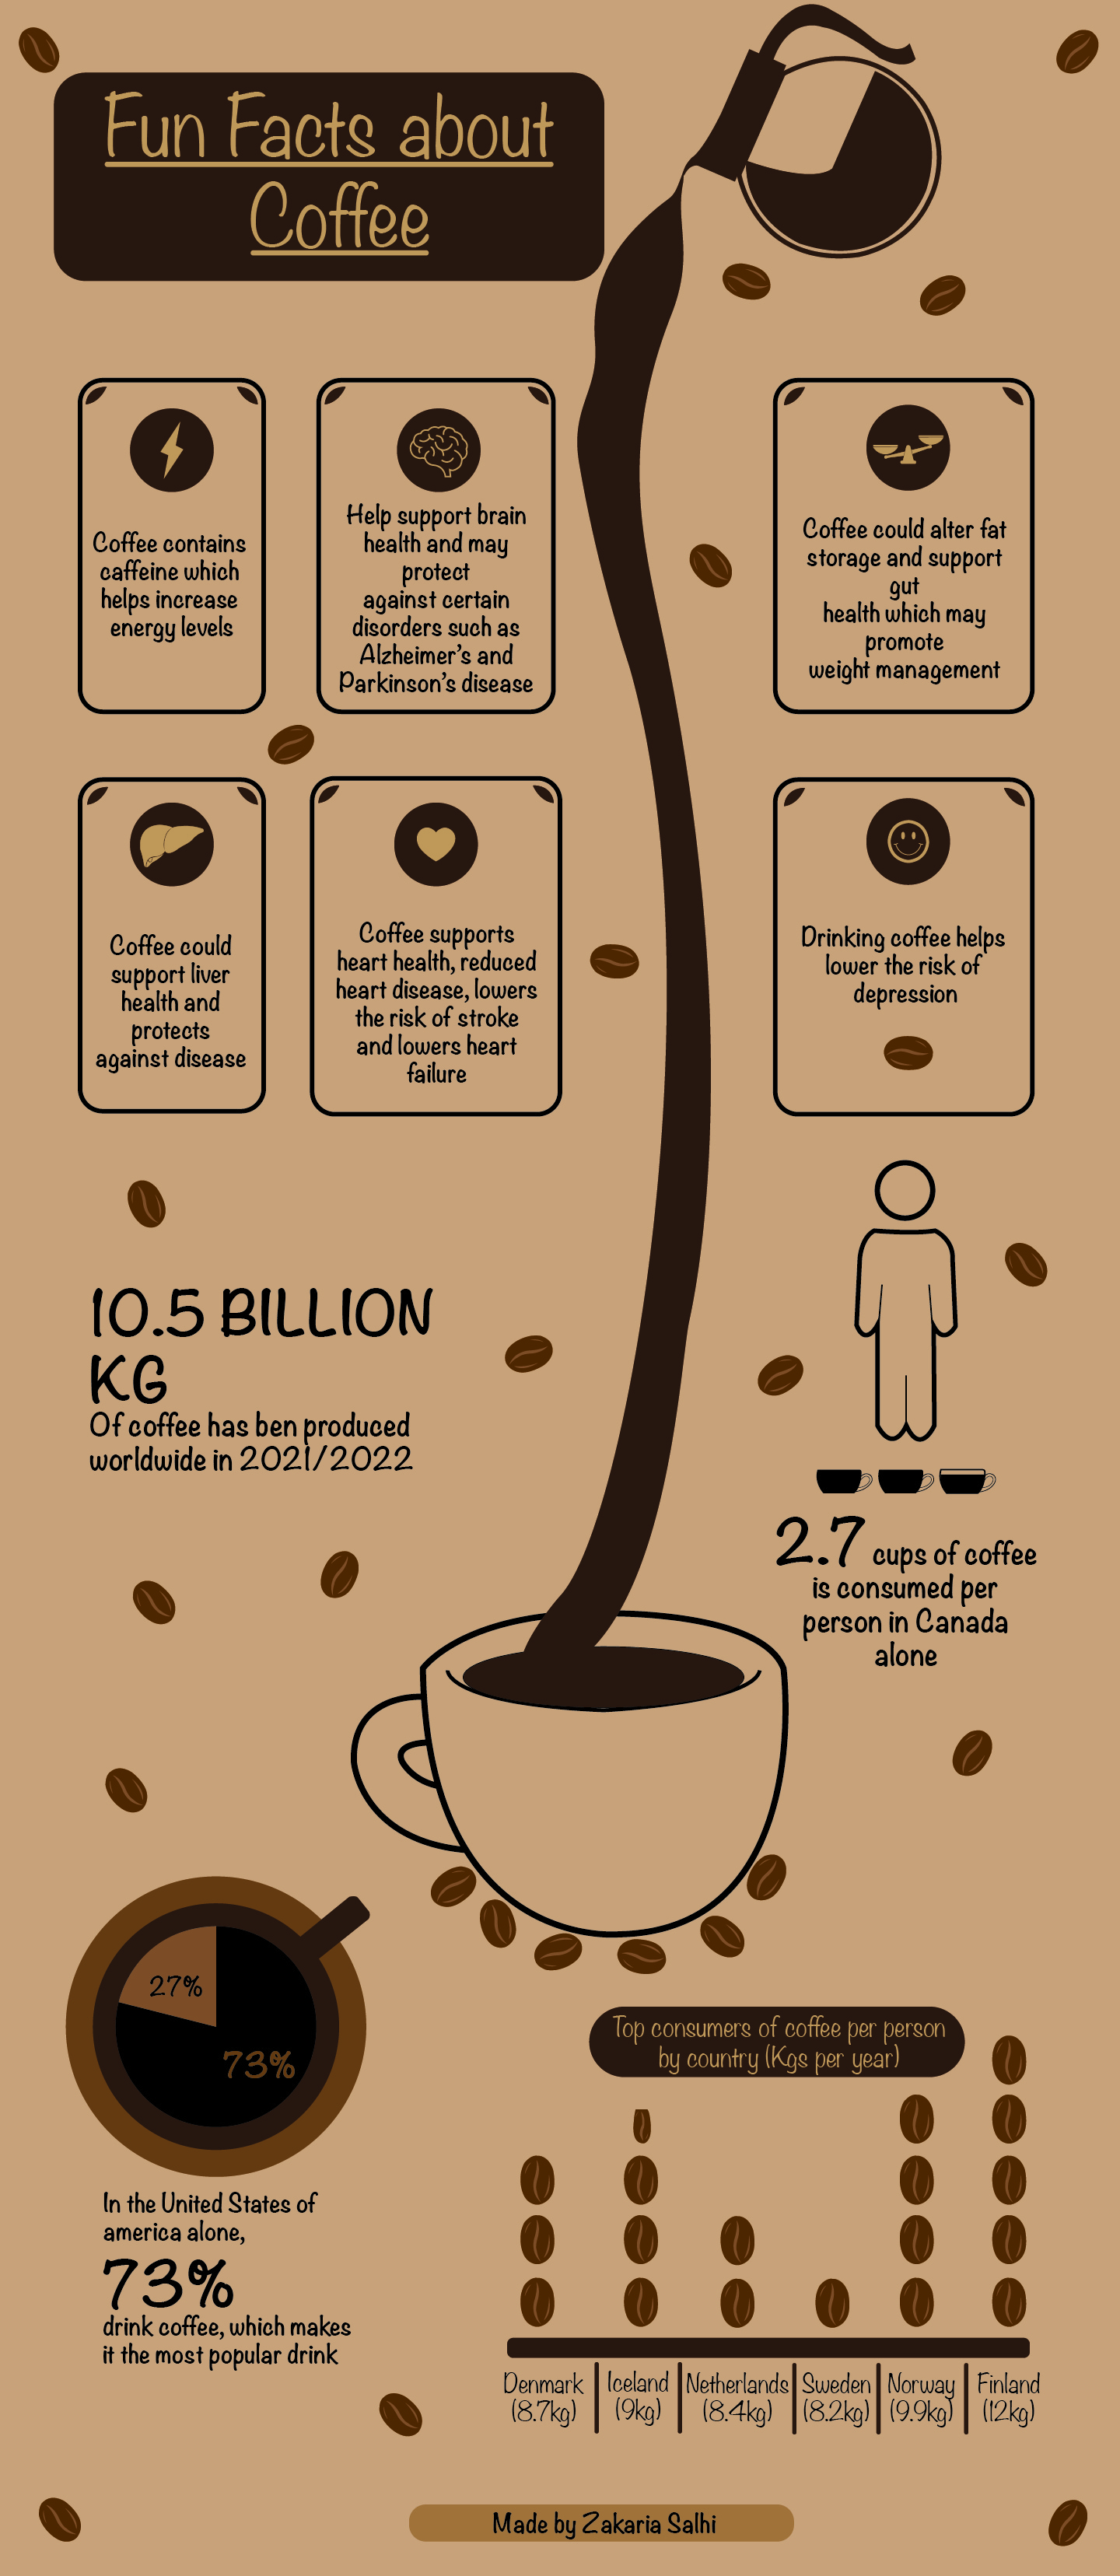 Fun Facts about
Coffee
Coffee contains
caffeine which
helps increase
energy levels
Help support brain
health and may
protect
against certain
disorders such as
Alzheimer's and
Parkinson's disease
Coffee could alter fat
storage and support
gut
health which may
promote
weight management
Coffee could
support liver
health and
protects
against disease
Coffee supports
heart health, reduced
heart disease, lowers
the risk of stroke
and lowers heart
failure
Drinking coffee helps
lower the risk of
depression
10.5 BILLION
KG
Of coffee has ben produced
worldwide in 2021/2022
2.7 cups of coffee
is consumed per
person in Canada
alone
27%
73%
In the United States of
america alone,
73%
drink coffee, which makes
it the most popular drink
Top consumers of coffee per person
by country (Kgs per year)
Denmark
(8.7kg)
Iceland
(9kg)
Netherlands
(8.4kg)
Sweden
(8.2kg)
Norway
(9.9kg)
Finland
(12kg)
Made by Zakaria Salhi